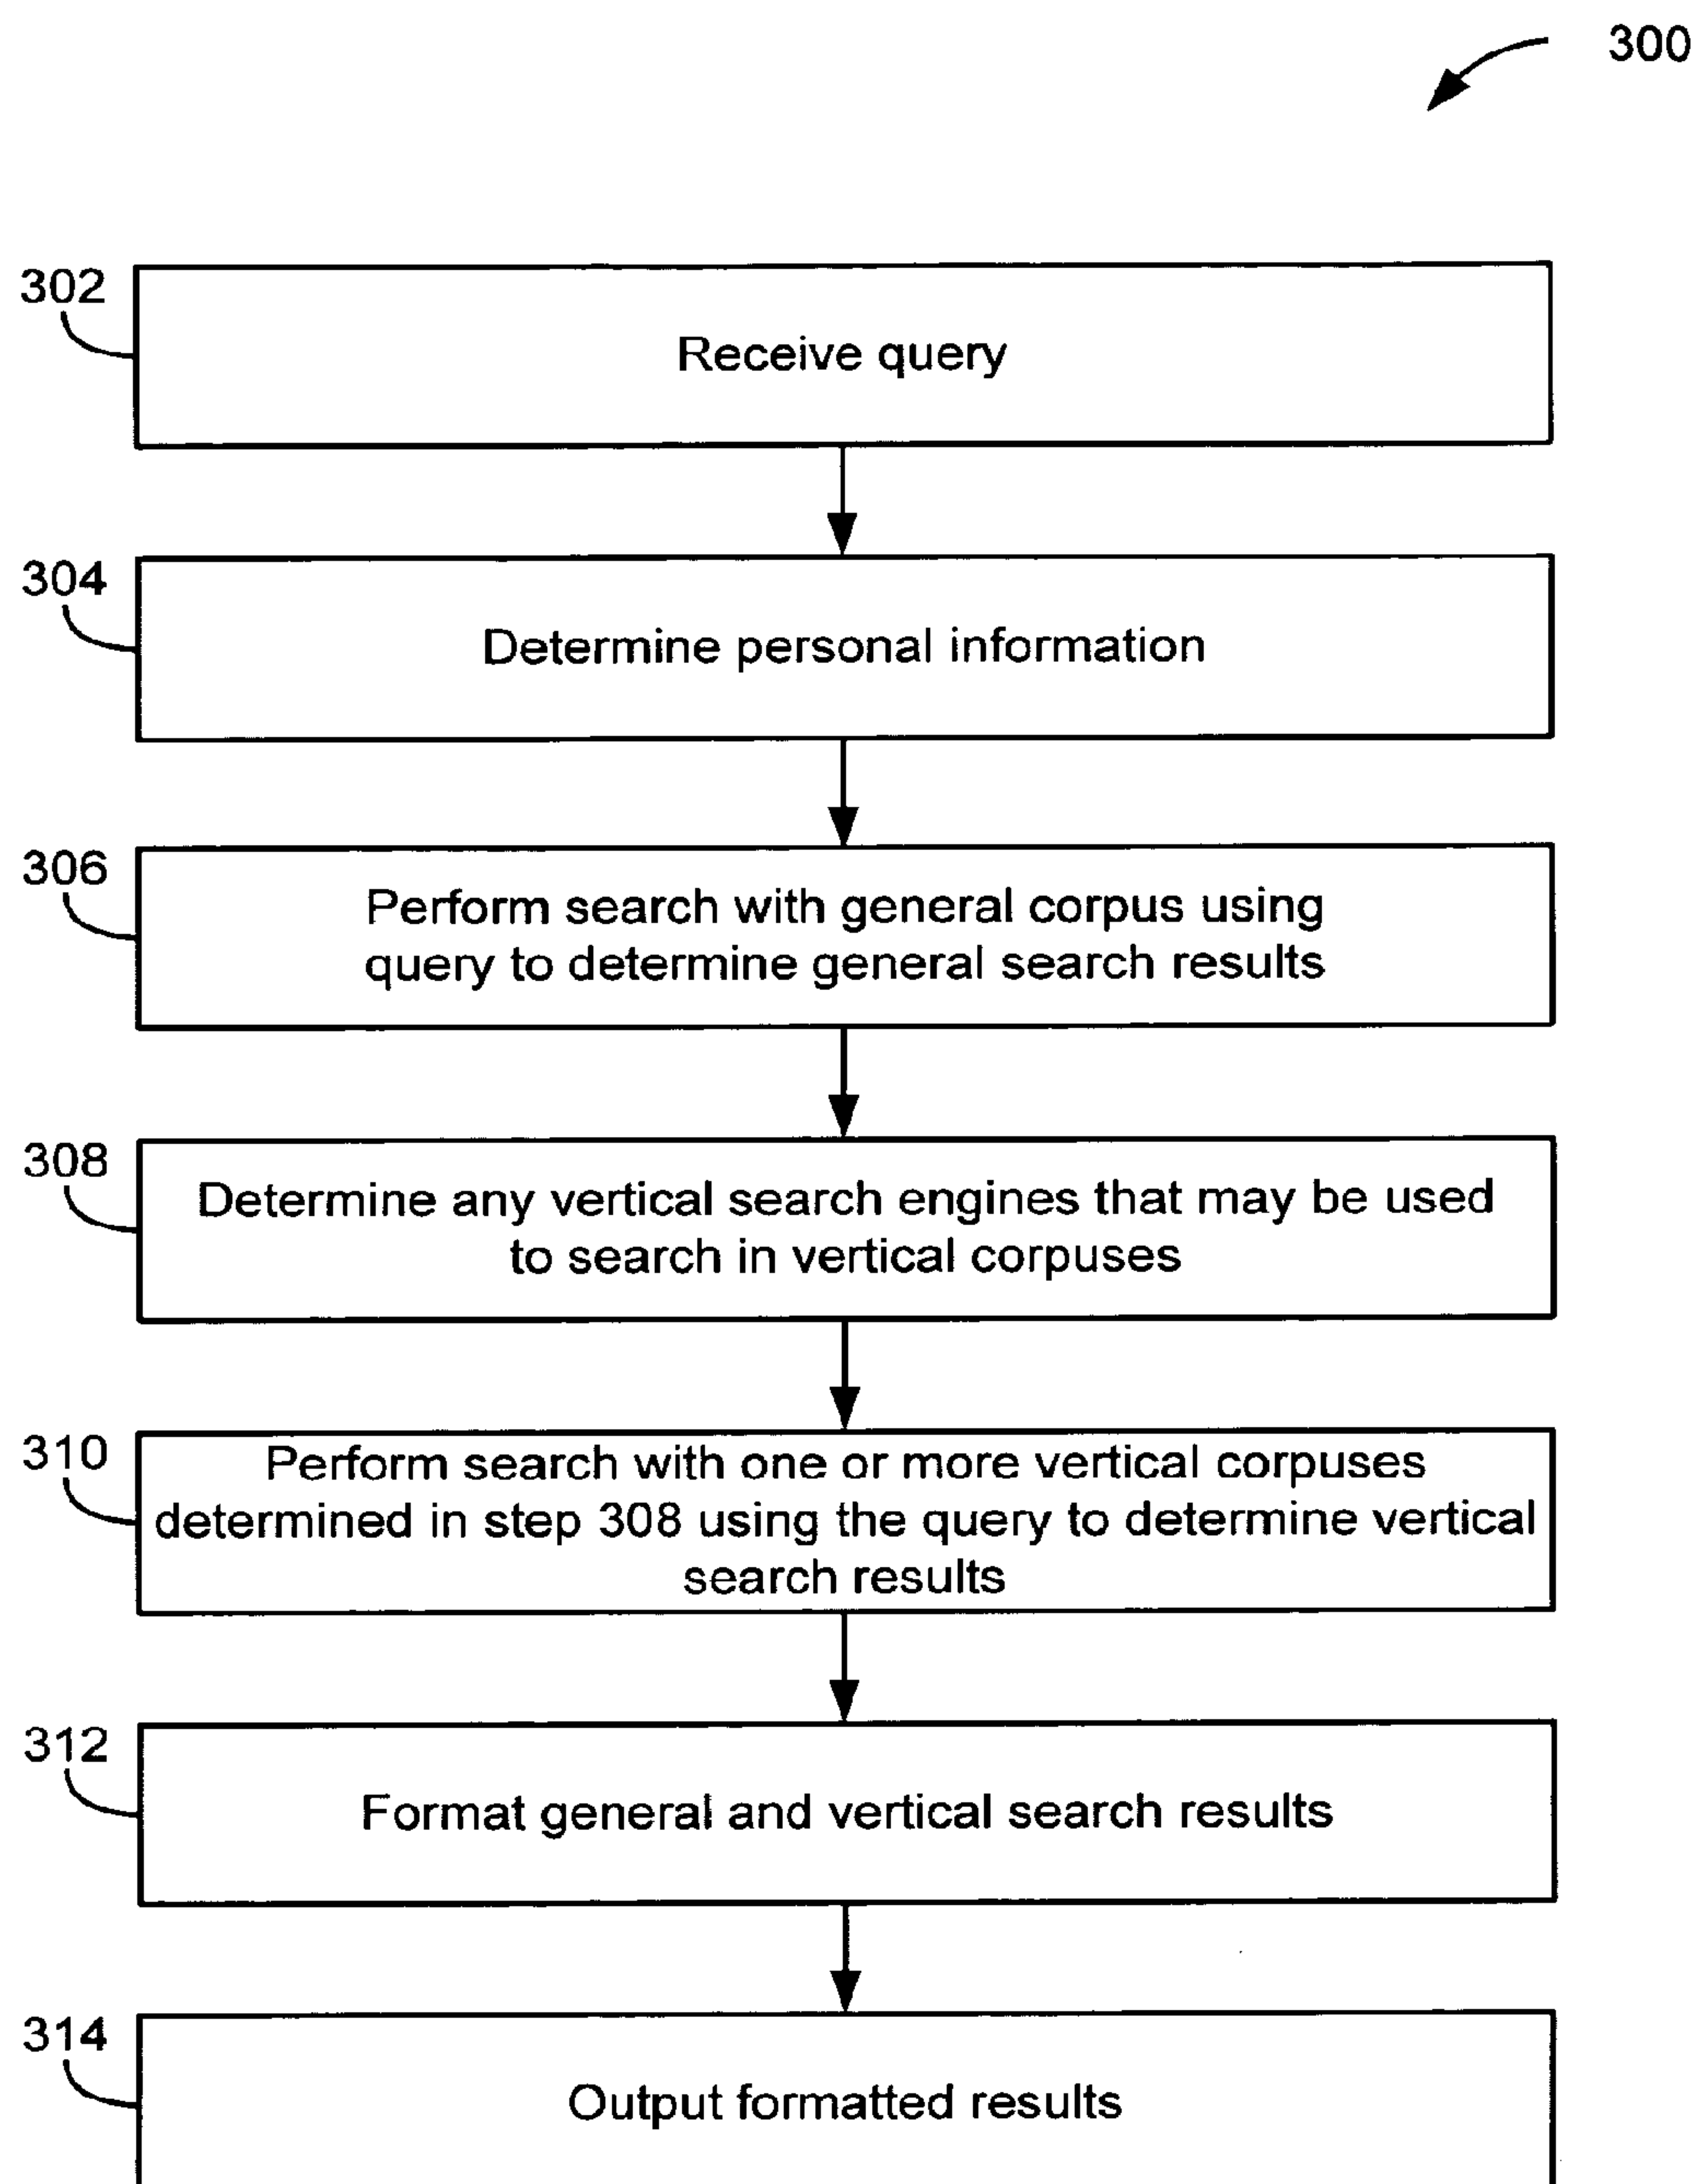 300
302
Receive query
304
Determine personal information
306
Perform search with general corpus using
query to determine general search results
308
Determine any vertical search engines that may be used
to search in vertical corpuses
310
Perform search with one or more vertical corpuses
determined in step 308 using the query to determine vertical
search results
312
Format general and vertical search results
314
Output formatted results